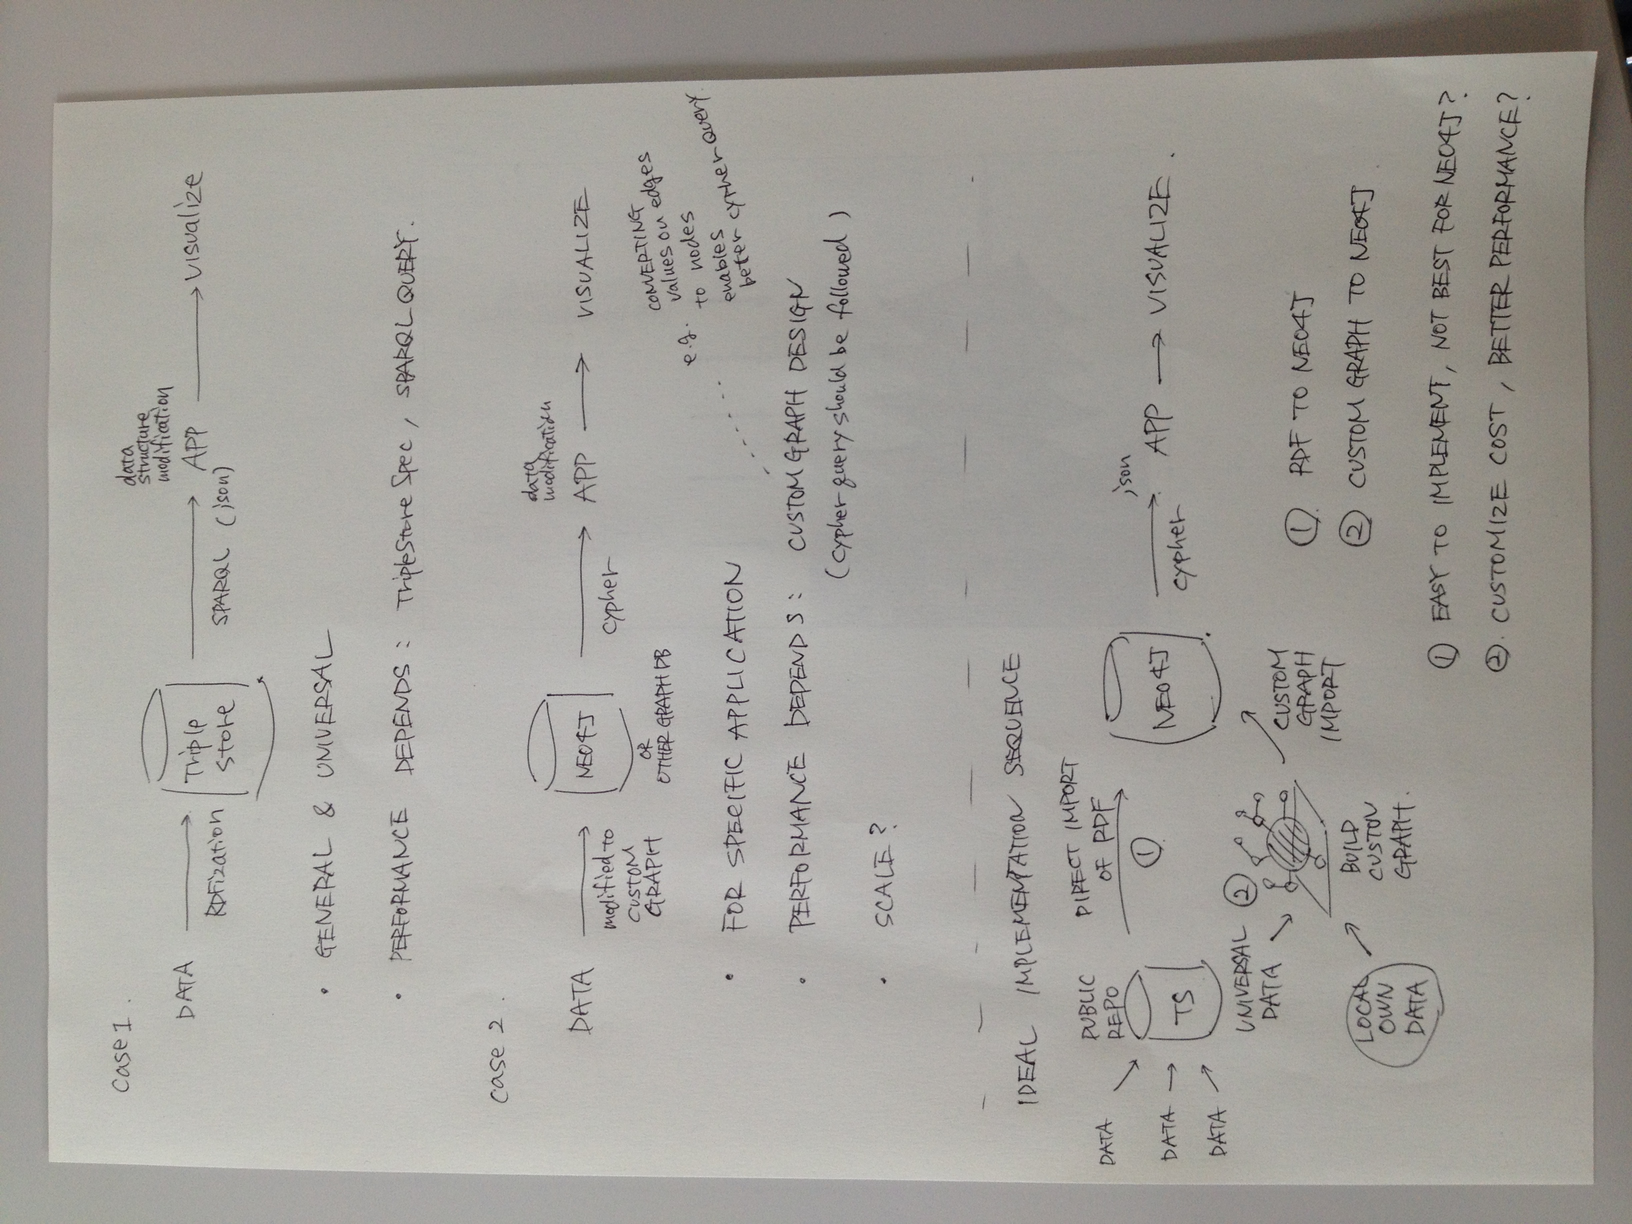 Case 1.
data
structure
modification
DATA → Triple Store → APP → Visualize
RDFization
SPARQL (json)
• GENERAL & UNIVERSAL
• PERFORMANCE DEPENDS : TripleStore Spec, SPARQL QUERY.
Case 2.
data
modification
DATA → NEO4J → APP → VISUALIZE
modified to
CUSTOM
GRAPH
OR
OTHER GRAPH DB
cypher
e.g. CONVERTING
values on edges
to nodes
enables
beter cypher query.
• FOR SPECIFIC APPLICATION
• PERFORMANCE DEPENDS : CUSTOM GRAPH DESIGN
(cypher query should be followed)
• SCALE?
IDEAL IMPLEMENTATION SEQUENCE
DATA
DATA
DATA
PUBLIC
REPO
TS
DIRECT IMPORT
OF RDF
①
NEO4J
json
cypher
APP → VISUALIZE.
UNIVERSAL
DATA
②
LOCAL
OWN
DATA
BUILD
CUSTOM
GRAPH.
CUSTOM
GRAPH
IMPORT
① RDF TO NEO4J
② CUSTOM GRAPH TO NEO4J
① EASY TO IMPLEMENT, NOT BEST FOR NEO4J?
②. CUSTOMIZE COST, BETTER PERFORMANCE?